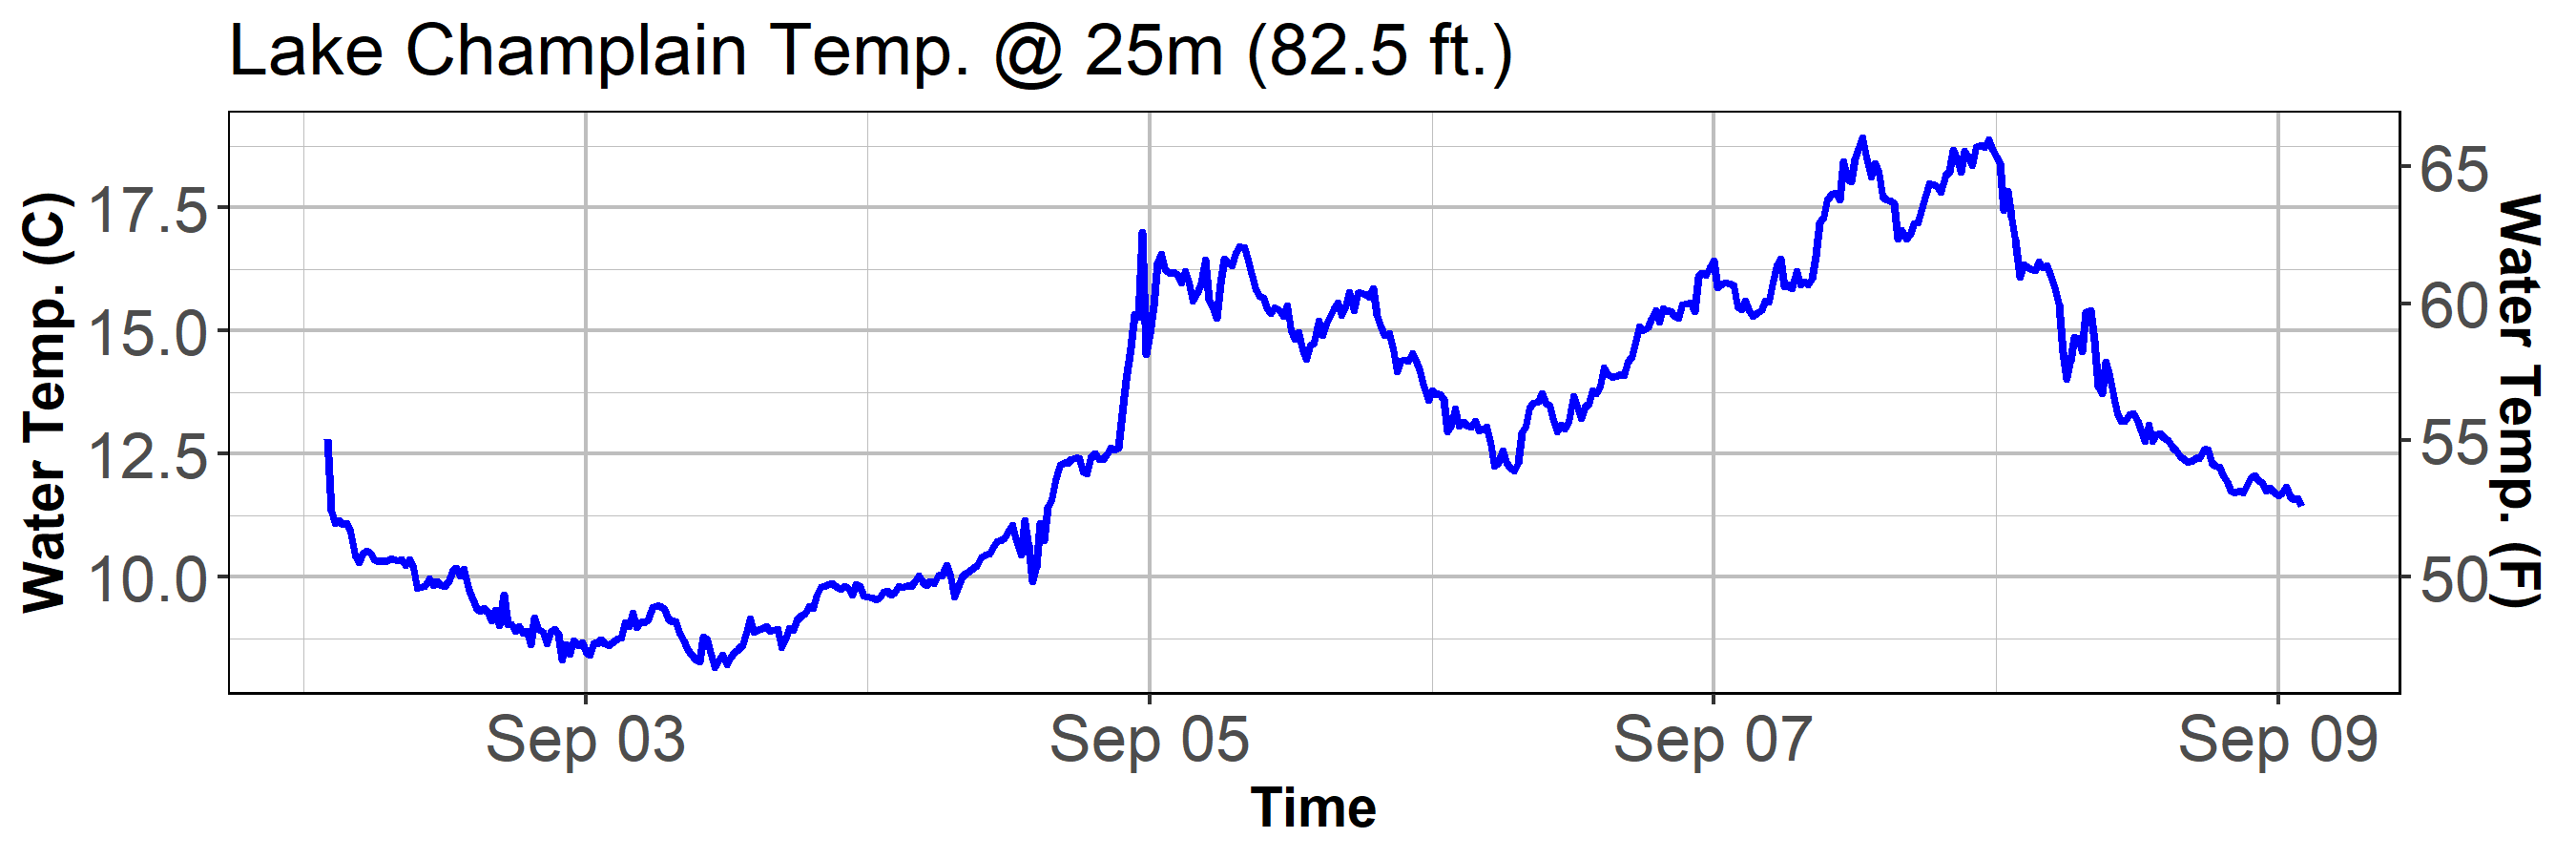 Lake Champlain Temp. @ 25m (82.5 ft.)
Water Temp. (C)
17.5
15.0
12.5
10.0
65
60
55
50
Water Temp. (F)
Sep 03 Sep 05 Sep 07 Sep 09
Time